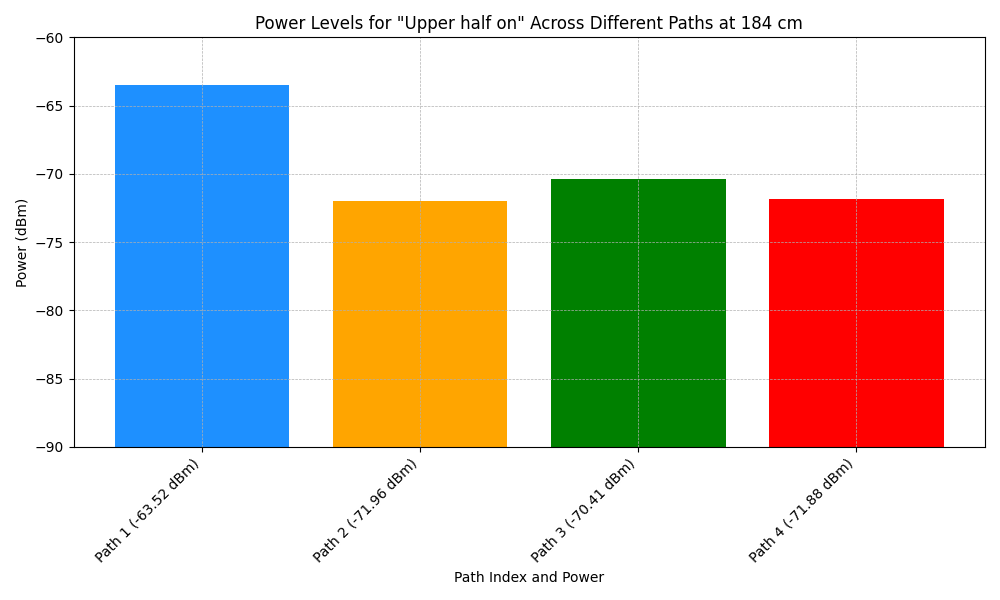 Power Levels for "Upper half on" Across Different Paths at 184 cm
Power (dBm)
−60
−65
−70
−75
−80
−85
−90
Path 1 (-63.52 dBm)
Path 2 (-71.96 dBm)
Path 3 (-70.41 dBm)
Path 4 (-71.88 dBm)
Path Index and Power